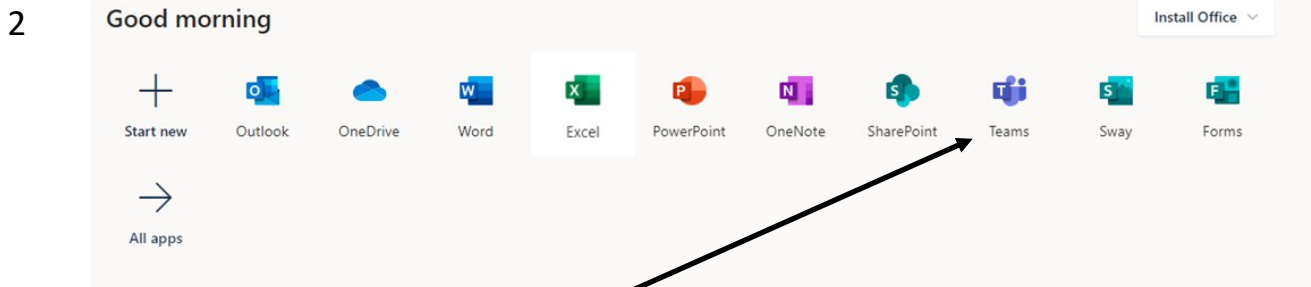 2
Good morning
Install Office
Start new Outlook OneDrive Word Excel PowerPoint OneNote SharePoint Teams Sway Forms
All apps